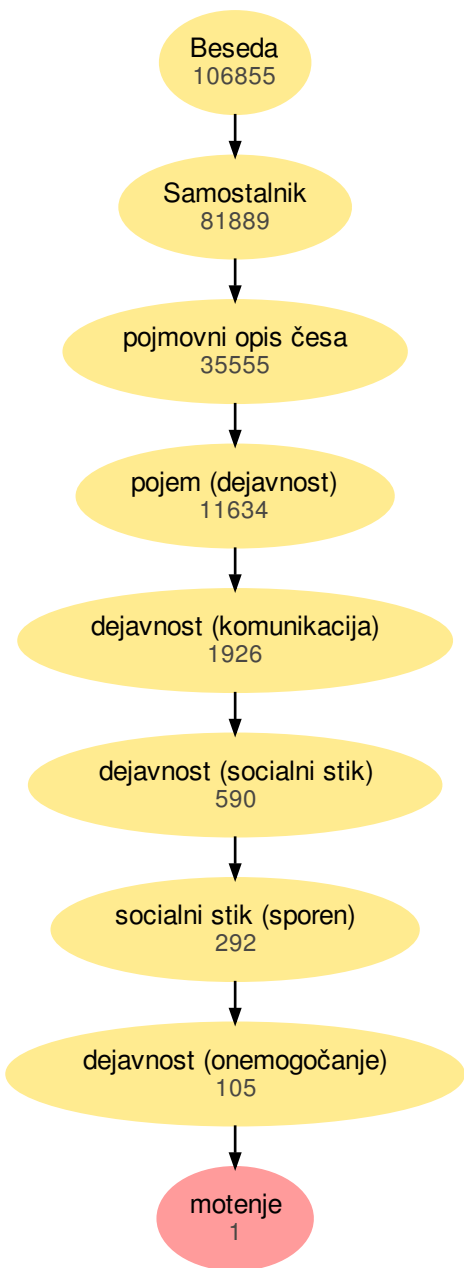 Beseda
106855
Samostalnik
81889
pojmovni opis česa
35555
pojem (dejavnost)
11634
dejavnost (komunikacija)
1926
dejavnost (socialni stik)
590
socialni stik (sporen)
292
dejavnost (onemogočanje)
105
motenje
1